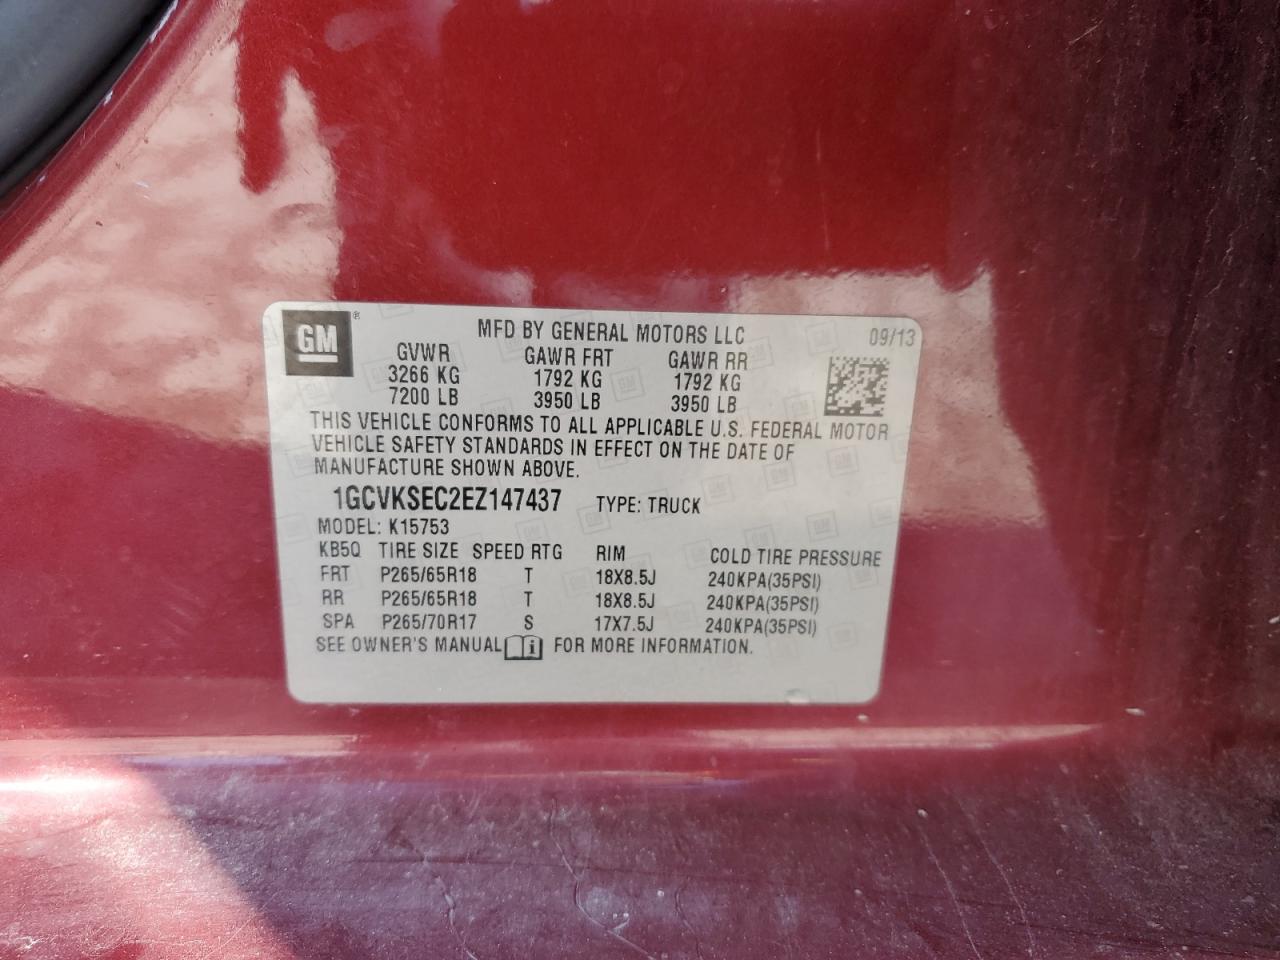 GM ® MFD BY GENERAL MOTORS LLC 09/13
GVWR GAWR FRT GAWR RR
3266 KG 1792 KG 1792 KG
7200 LB 3950 LB 3950 LB
THIS VEHICLE CONFORMS TO ALL APPLICABLE U.S. FEDERAL MOTOR
VEHICLE SAFETY STANDARDS IN EFFECT ON THE DATE OF
MANUFACTURE SHOWN ABOVE.
1GCVKSEC2EZ147437 TYPE: TRUCK
MODEL: K15753
KB5Q TIRE SIZE SPEED RTG RIM COLD TIRE PRESSURE
FRT P265/65R18 T 18X8.5J 240KPA(35PSI)
RR P265/65R18 T 18X8.5J 240KPA(35PSI)
SPA P265/70R17 S 17X7.5J 240KPA(35PSI)
SEE OWNER'S MANUAL FOR MORE INFORMATION.